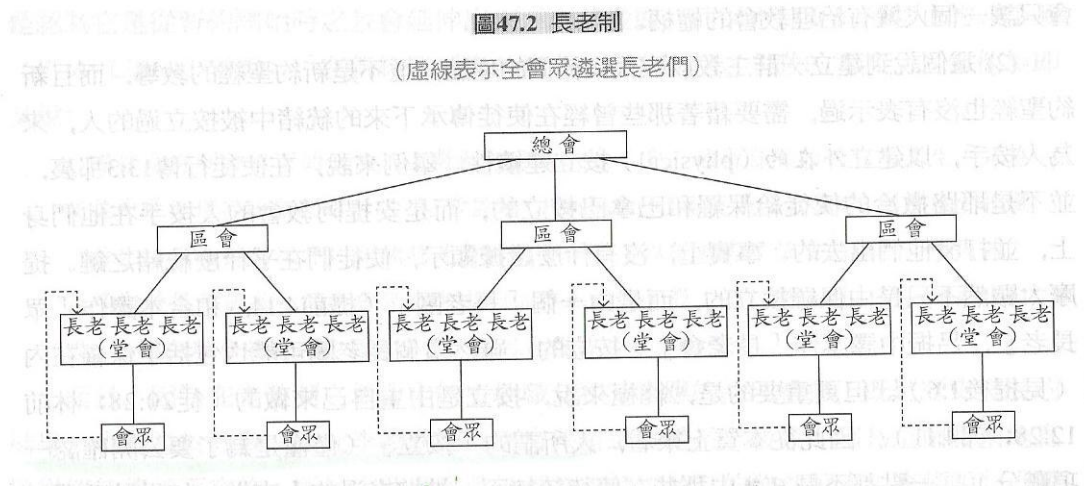 圖47.2 長老制
（虛線表示全會眾遴選長老們）
總會
區會
區會
區會
長老 長老 長老
（堂會）
長老 長老 長老
（堂會）
長老 長老 長老
（堂會）
長老 長老 長老
（堂會）
長老 長老 長老
（堂會）
長老 長老 長老
（堂會）
會眾
會眾
會眾
會眾
會眾
會眾